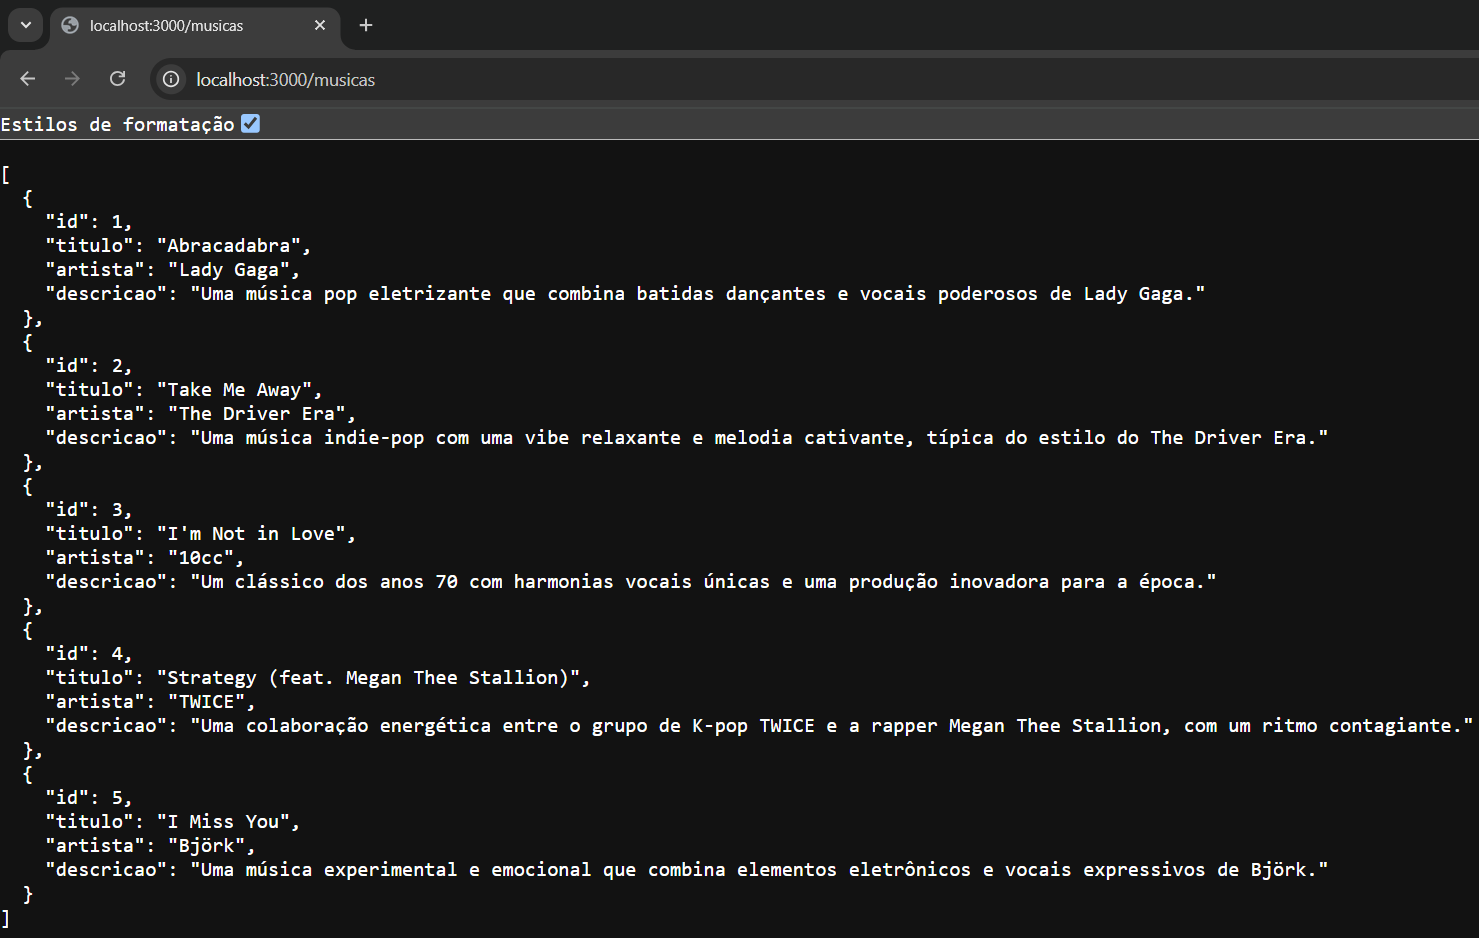 localhost:3000/musicas
localhost:3000/musicas
Estilos de formatação
[
  {
    "id": 1,
    "titulo": "Abracadabra",
    "artista": "Lady Gaga",
    "descricao": "Uma música pop eletrizante que combina batidas dançantes e vocais poderosos de Lady Gaga."
  },
  {
    "id": 2,
    "titulo": "Take Me Away",
    "artista": "The Driver Era",
    "descricao": "Uma música indie-pop com uma vibe relaxante e melodia cativante, típica do estilo do The Driver Era."
  },
  {
    "id": 3,
    "titulo": "I'm Not in Love",
    "artista": "10cc",
    "descricao": "Um clássico dos anos 70 com harmonias vocais únicas e uma produção inovadora para a época."
  },
  {
    "id": 4,
    "titulo": "Strategy (feat. Megan Thee Stallion)",
    "artista": "TWICE",
    "descricao": "Uma colaboração energética entre o grupo de K-pop TWICE e a rapper Megan Thee Stallion, com um ritmo contagiante."
  },
  {
    "id": 5,
    "titulo": "I Miss You",
    "artista": "Björk",
    "descricao": "Uma música experimental e emocional que combina elementos eletrônicos e vocais expressivos de Björk."
  }
]